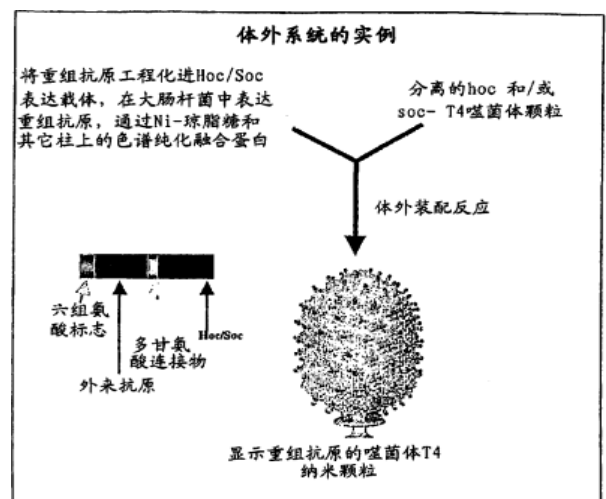 体外系统的实例
将重组抗原工程化进Hoc/Soc
表达载体，在大肠杆菌中表达
重组抗原，通过Ni-琼脂糖和
其它柱上的色谱纯化融合蛋白
分离的hoc 和/或
soc- T4噬菌体颗粒
体外装配反应
六组氨
酸标志
外来抗原
多甘氨
酸连接物
Hoc/Soc
显示重组抗原的噬菌体T4
纳米颗粒